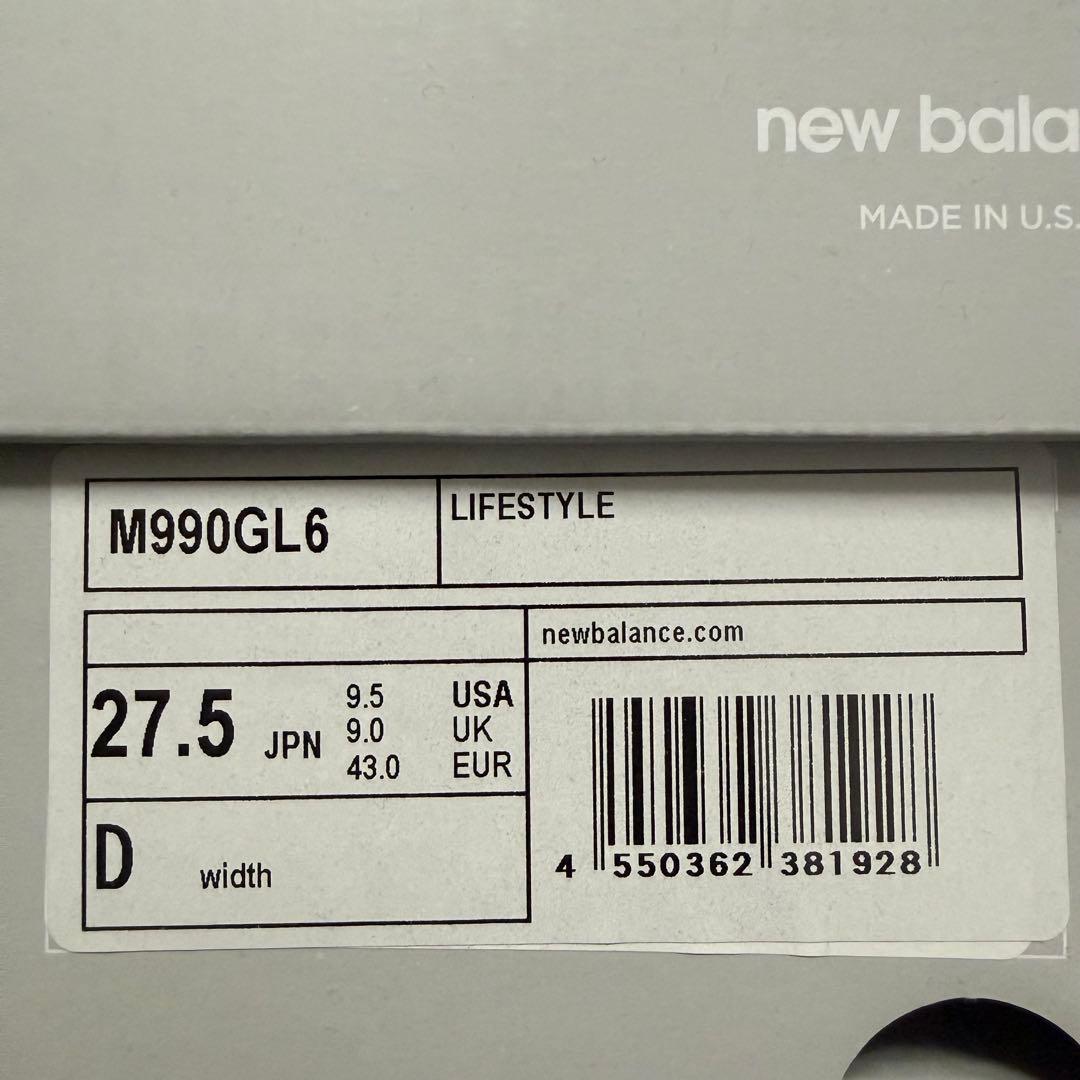 new bala
MADE IN U.S.
M990GL6
LIFESTYLE
newbalance.com
27.5 JPN
9.5 USA
9.0 UK
43.0 EUR
D width
4 550362 381928